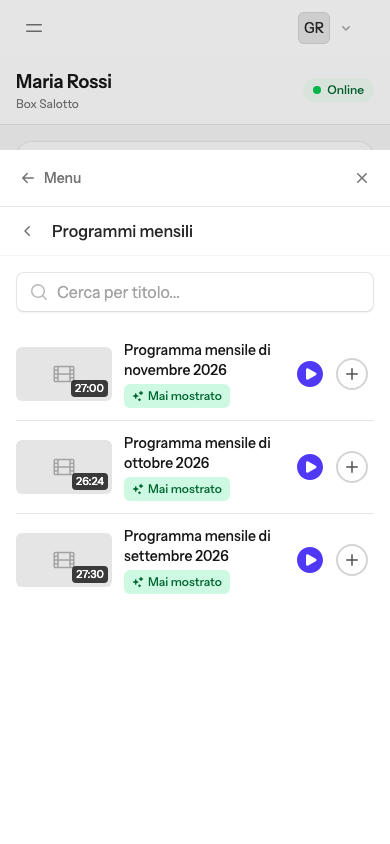 GR
Maria Rossi
Box Salotto
Online
Menu
Programmi mensili
Cerca per titolo...
Programma mensile di
novembre 2026
27:00
Mai mostrato
Programma mensile di
ottobre 2026
26:24
Mai mostrato
Programma mensile di
settembre 2026
27:30
Mai mostrato